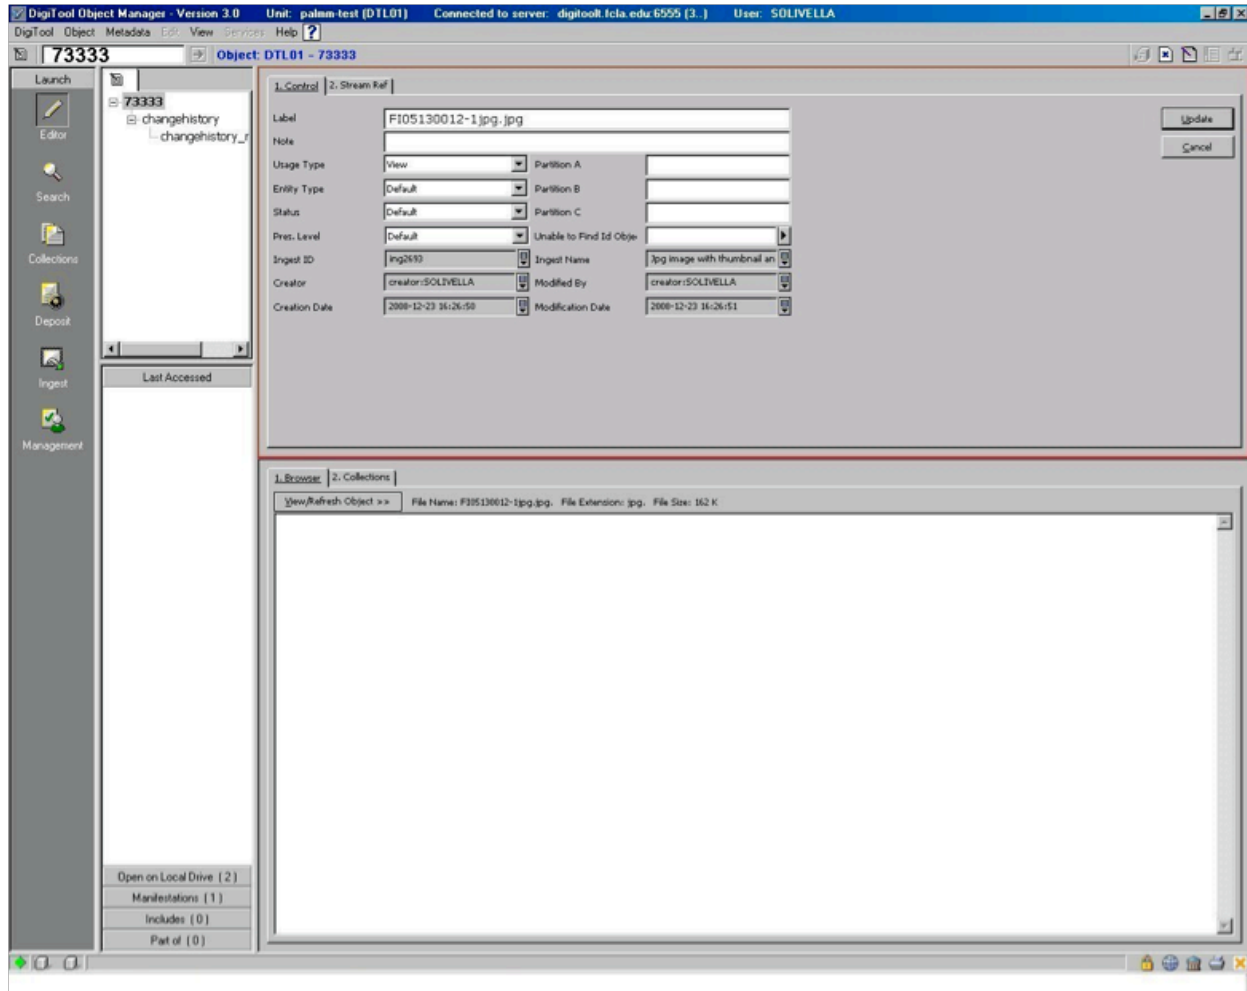 DigiTool Object Manager - Version 3.0 Unit: palmm-test (DTL01) Connected to server: digitoolt.fcla.edu:6555 (3..) User: SOLIVELLA
DigiTool Object Metadata Edit View Services Help ?
73333 Object: DTL01 - 73333
Launch
Editor
Search
Collections
Deposit
Ingest
Management
73333
changehistory
changehistory_r
Last Accessed
Open on Local Drive ( 2 )
Manifestations ( 1 )
Includes ( 0 )
Part of ( 0 )
1. Control 2. Stream Ref
Label FI05130012-1jpg.jpg Update
Note Cancel
Usage Type View Partition A
Entity Type Default Partition B
Status Default Partition C
Pres. Level Default Unable to Find Id Obje
Ingest ID ing2693 Ingest Name Jpg image with thumbnail an
Creator creator:SOLIVELLA Modified By creator:SOLIVELLA
Creation Date 2008-12-23 16:26:50 Modification Date 2008-12-23 16:26:51
1. Browser 2. Collections
View/Refresh Object >> File Name: FI05130012-1jpg.jpg, File Extension: jpg, File Size: 162 K